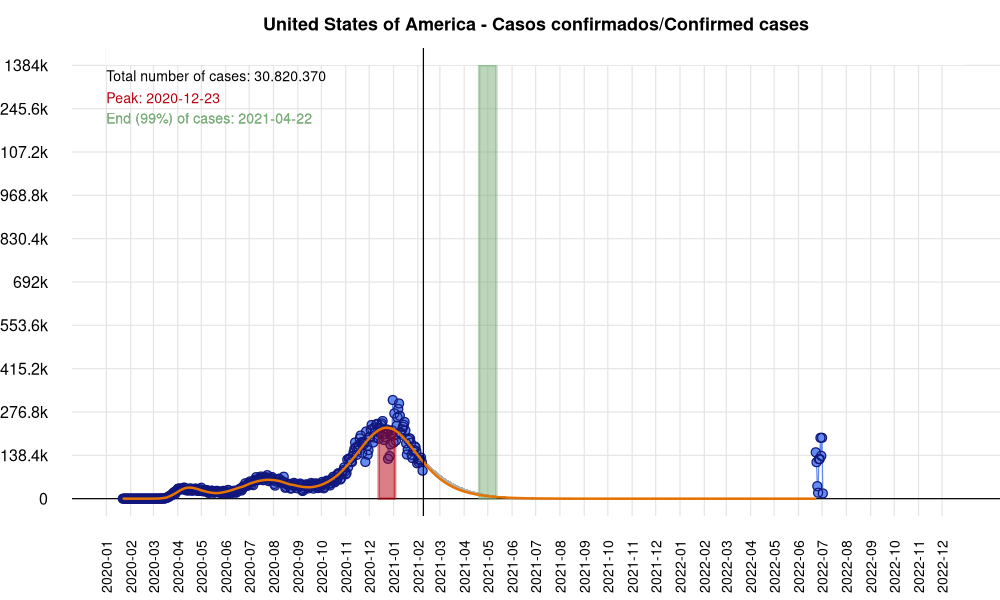 United States of America - Casos confirmados/Confirmed cases
1384k
Total number of cases: 30.820.370
Peak: 2020-12-23
245.6k
End (99%) of cases: 2021-04-22
107.2k
968.8k
830.4k
692k
553.6k
415.2k
276.8k
138.4k
0
2020-01
2020-02
2020-03
2020-04
2020-05
2020-06
2020-07
2020-08
2020-09
2020-10
2020-11
2020-12
2021-01
2021-02
2021-03
2021-04
2021-05
2021-06
2021-07
2021-08
2021-09
2021-10
2021-11
2021-12
2022-01
2022-02
2022-03
2022-04
2022-05
2022-06
2022-07
2022-08
2022-09
2022-10
2022-11
2022-12